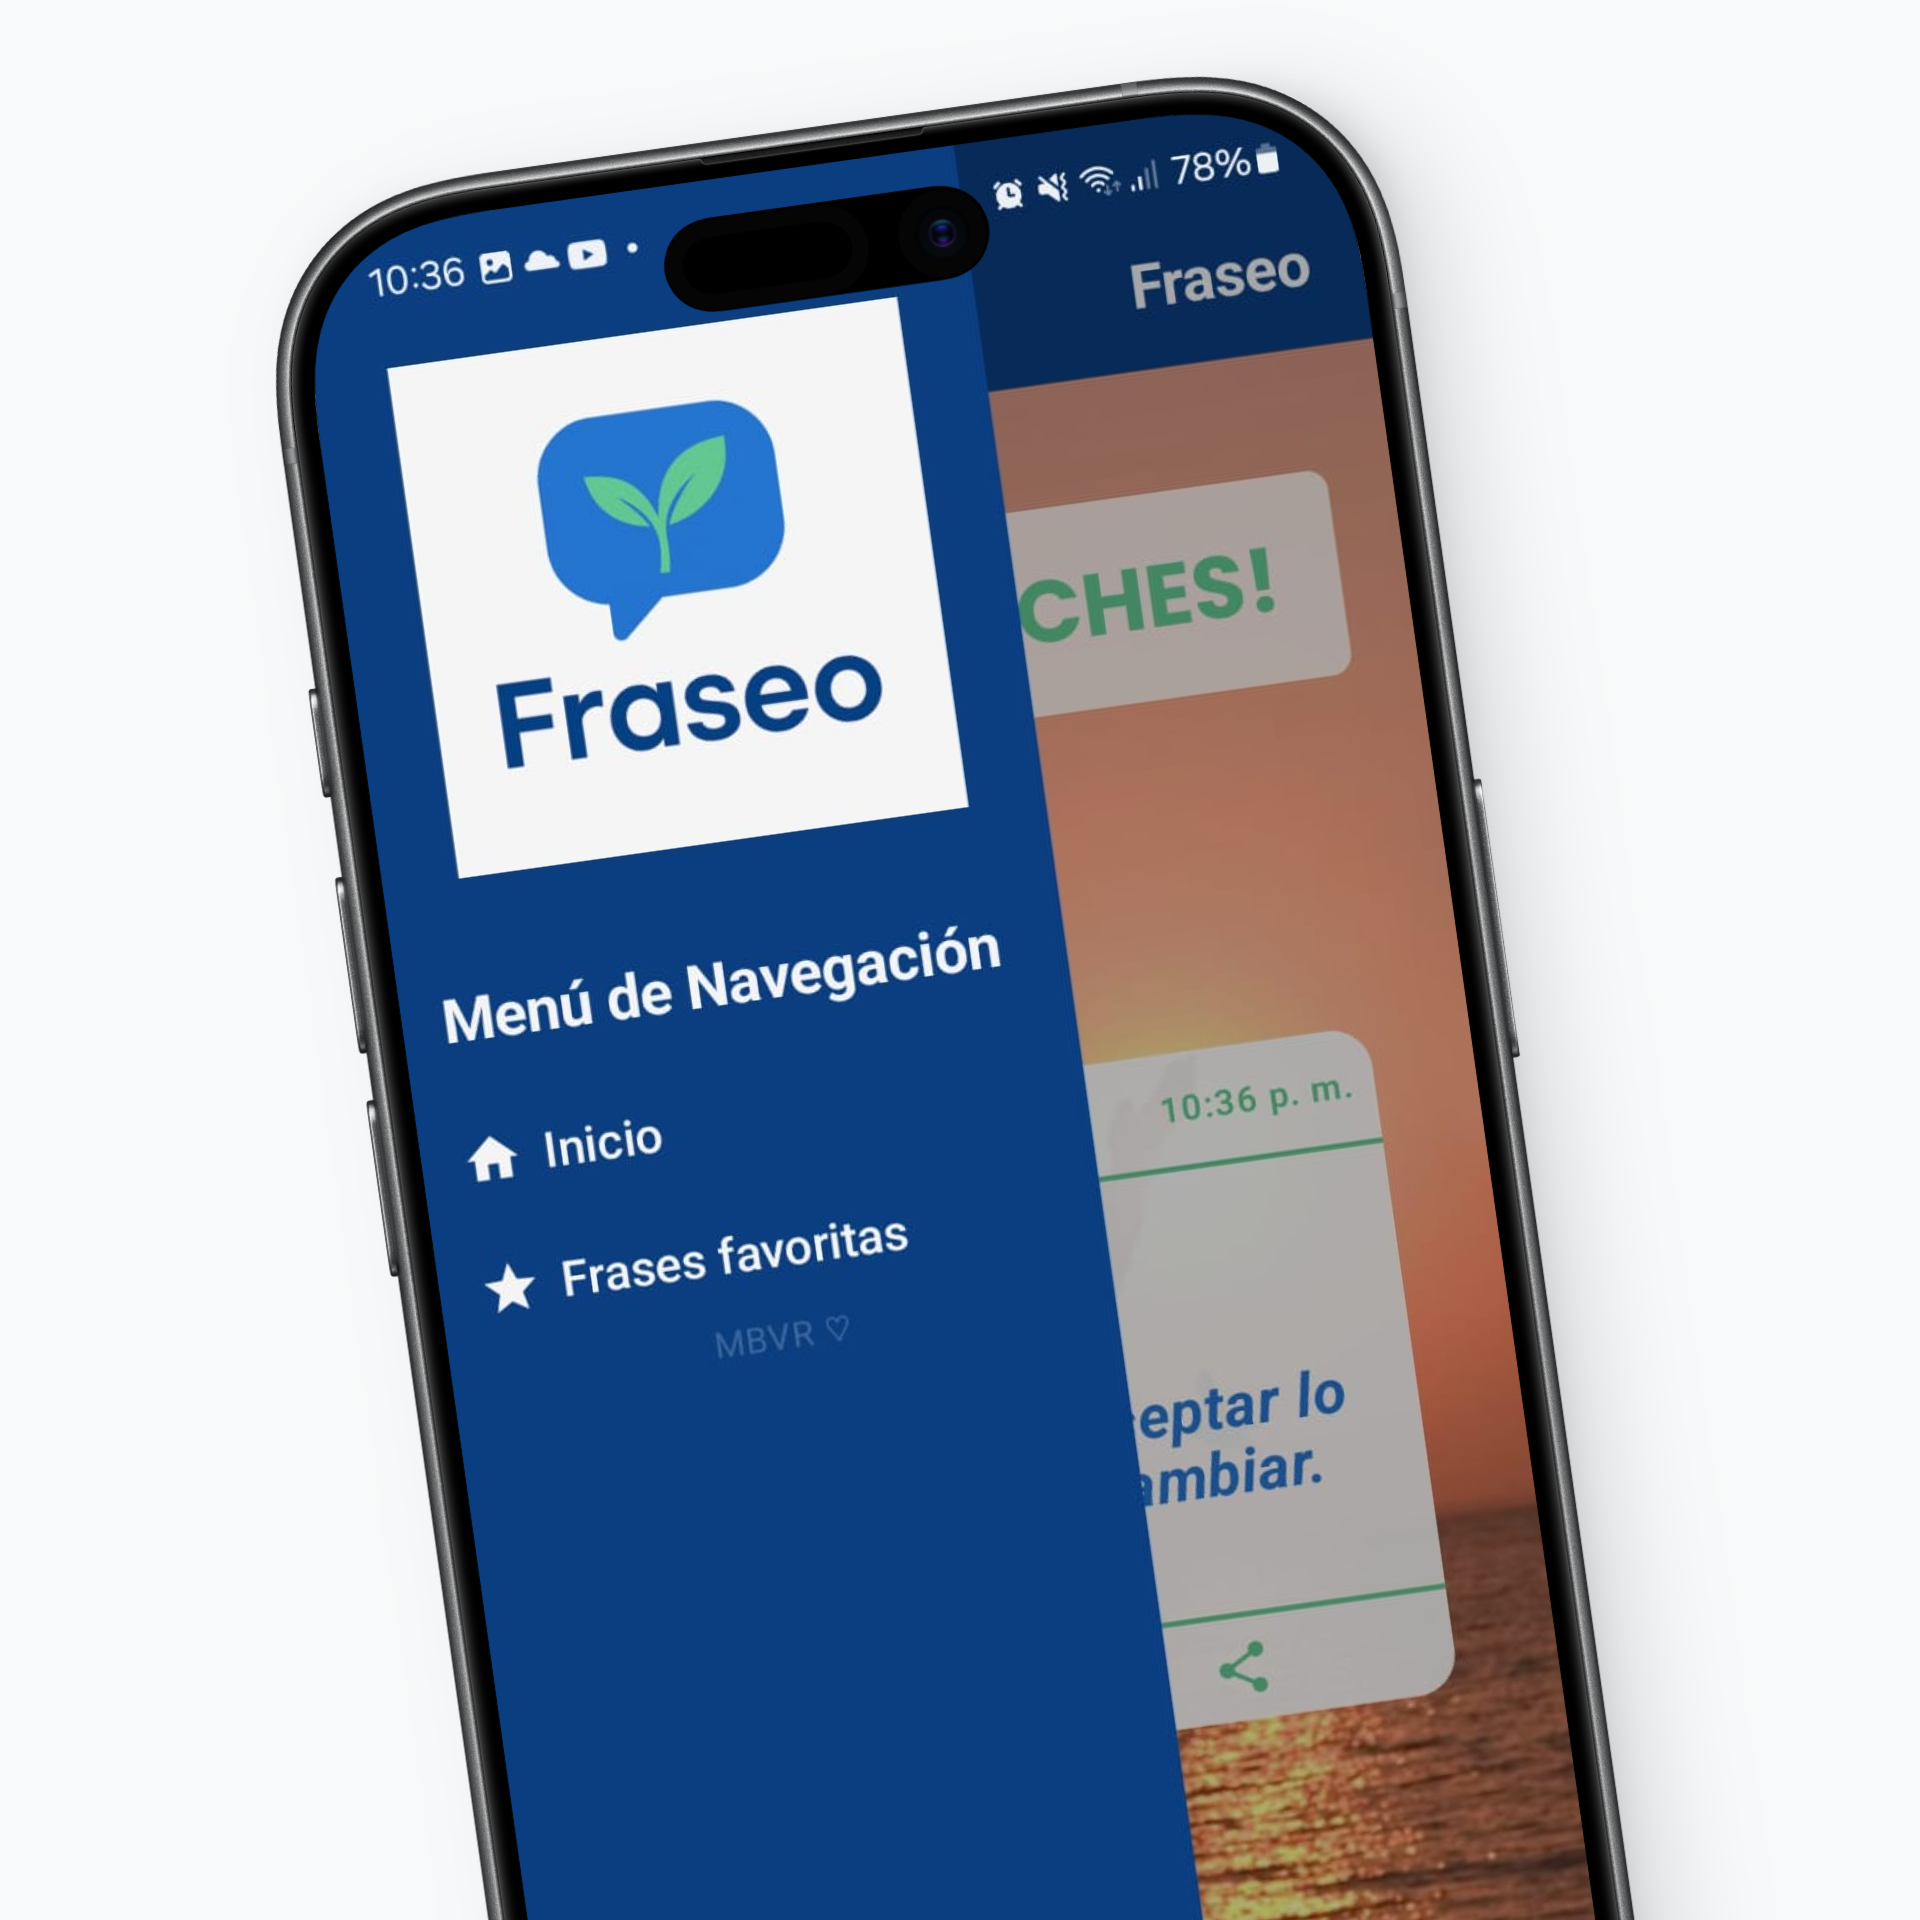 10:36
78%
Fraseo
Fraseo
CHES!
Menú de Navegación
10:36 p. m.
Inicio
Frases favoritas
MBVR ♡
eptar lo
ambiar.